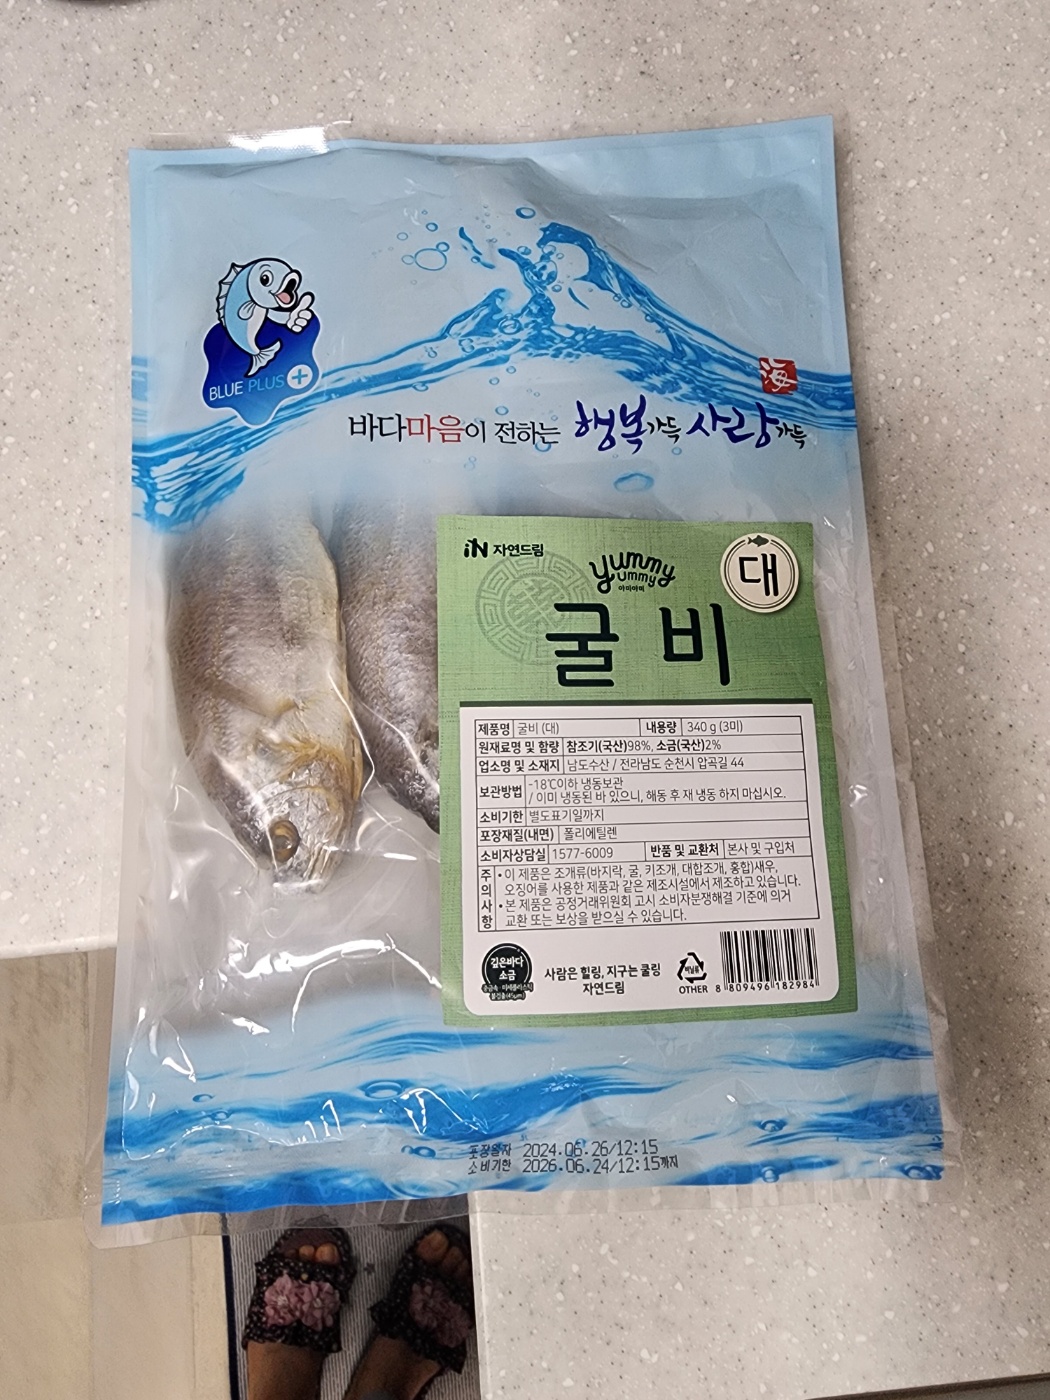 BLUE PLUS +
海
바다마음이 전하는 행복가득 사랑가득
iN 자연드림
yummy
yummy
야미야미
대
굴비
제품명 굴비 (대) 내용량 340 g (3미)
원재료명 및 함량 참조기(국산)98%, 소금(국산)2%
업소명 및 소재지 남도수산 / 전라남도 순천시 압곡길 44
보관방법 -18℃이하 냉동보관
/ 이미 냉동된 바 있으니, 해동 후 재 냉동 하지 마십시오.
소비기한 별도표기일까지
포장재질(내면) 폴리에틸렌
소비자상담실 1577-6009 반품 및 교환처 본사 및 구입처
주의사항
• 이 제품은 조개류(바지락, 굴, 키조개, 대합조개, 홍합)새우,
오징어를 사용한 제품과 같은 제조시설에서 제조하고 있습니다.
• 본 제품은 공정거래위원회 고시 소비자분쟁해결 기준에 의거
교환 또는 보상을 받으실 수 있습니다.
깊은바다
소금
사람은 힐링, 지구는 쿨링
자연드림
비닐류
OTHER
8 809496 182984
포장일자 2024.06.26/12:15
소비기한 2026.06.24/12:15까지